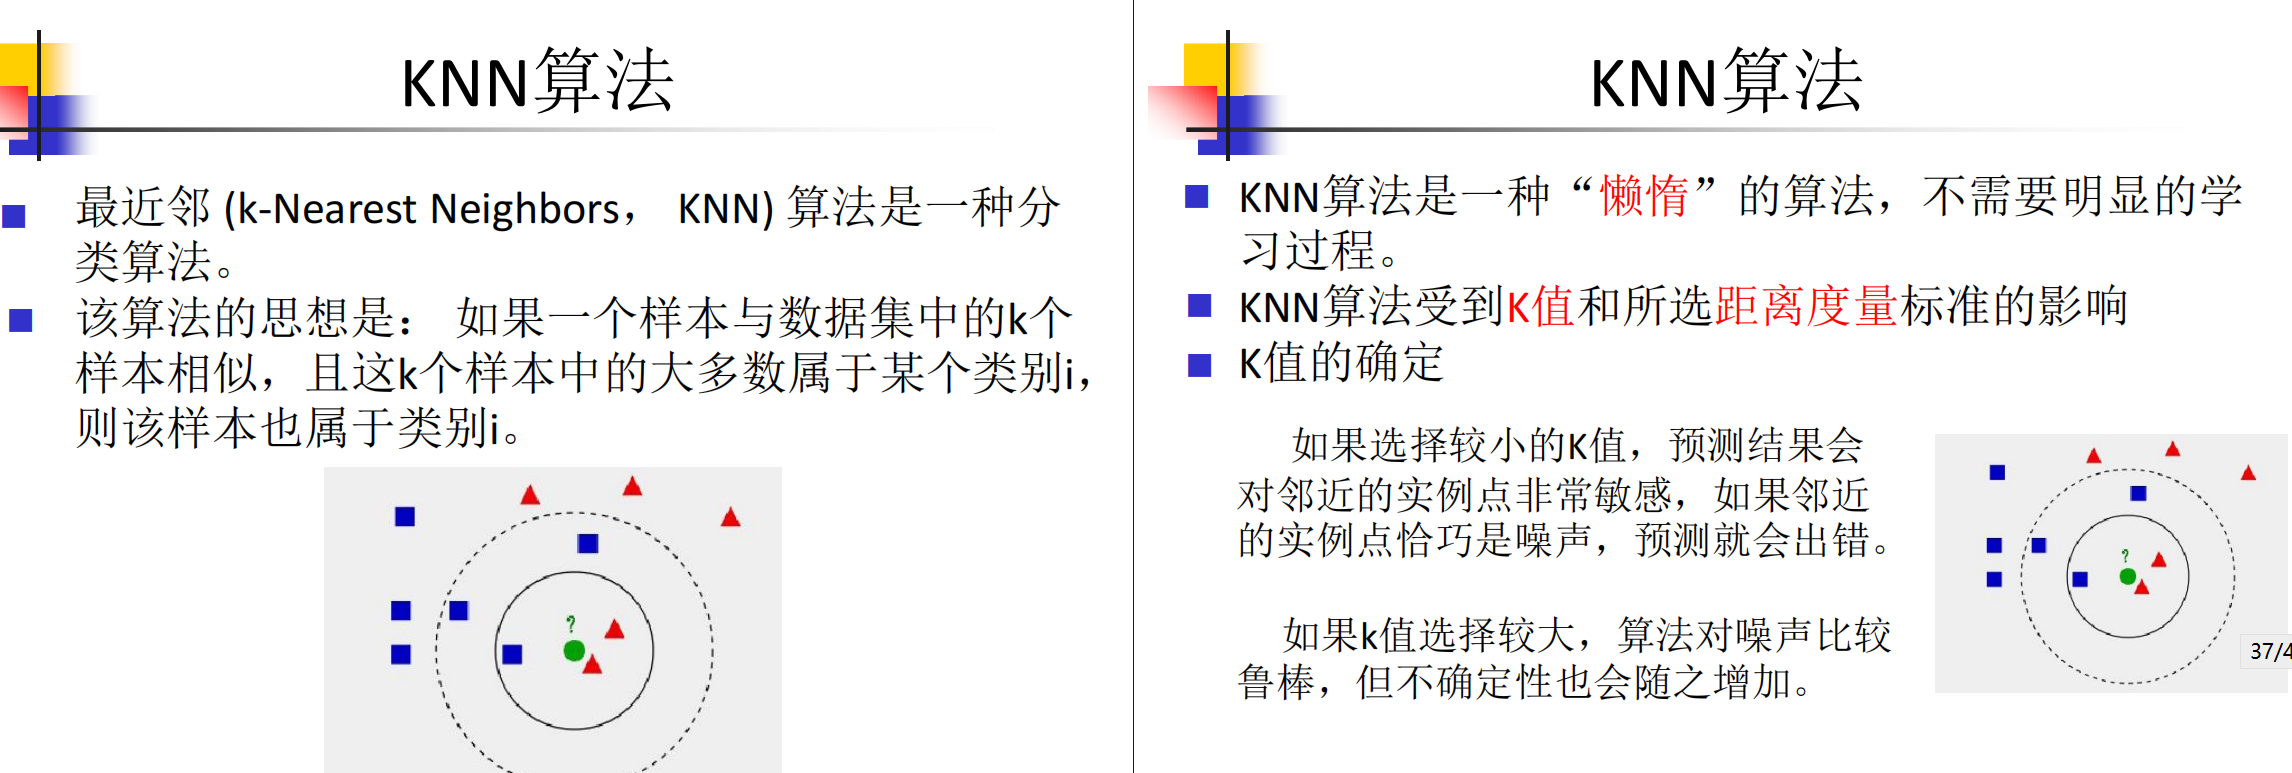 KNN算法
最近邻 (k-Nearest Neighbors， KNN) 算法是一种分
类算法。
该算法的思想是： 如果一个样本与数据集中的k个
样本相似，且这k个样本中的大多数属于某个类别i，
则该样本也属于类别i。
?
KNN算法
KNN算法是一种“懒惰”的算法，不需要明显的学
习过程。
KNN算法受到K值和所选距离度量标准的影响
K值的确定
如果选择较小的K值，预测结果会
对邻近的实例点非常敏感，如果邻近
的实例点恰巧是噪声，预测就会出错。
如果k值选择较大，算法对噪声比较
鲁棒，但不确定性也会随之增加。
?
37/4